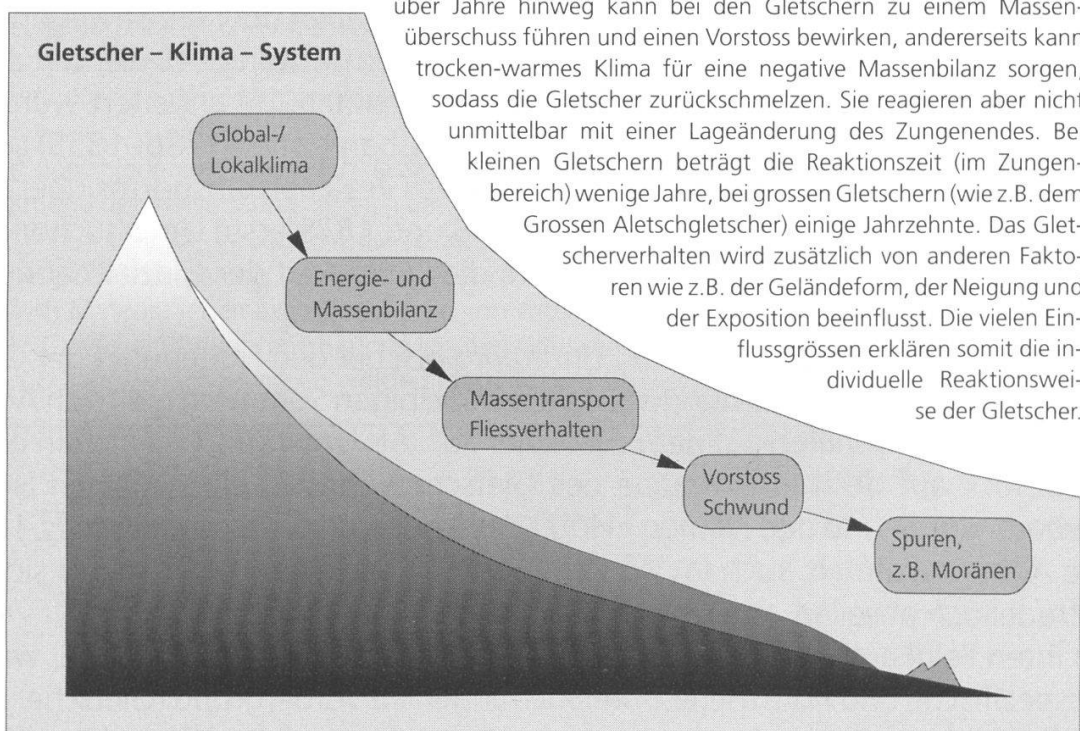 über Jahre hinweg kann bei den Gletschern zu einem Massen-
überschuss führen und einen Vorstoss bewirken, andererseits kann
trocken-warmes Klima für eine negative Massenbilanz sorgen,
sodass die Gletscher zurückschmelzen. Sie reagieren aber nicht
unmittelbar mit einer Lageänderung des Zungenendes. Bei
kleinen Gletschern beträgt die Reaktionszeit (im Zungen-
bereich) wenige Jahre, bei grossen Gletschern (wie z.B. dem
Grossen Aletschgletscher) einige Jahrzehnte. Das Glet-
scherverhalten wird zusätzlich von anderen Fakto-
ren wie z.B. der Geländeform, der Neigung und
der Exposition beeinflusst. Die vielen Ein-
flussgrössen erklären somit die in-
dividuelle Reaktionswei-
se der Gletscher.
Gletscher – Klima – System
Global-/
Lokalklima
Energie- und
Massenbilanz
Massentransport
Fliessverhalten
Vorstoss
Schwund
Spuren,
z.B. Moränen